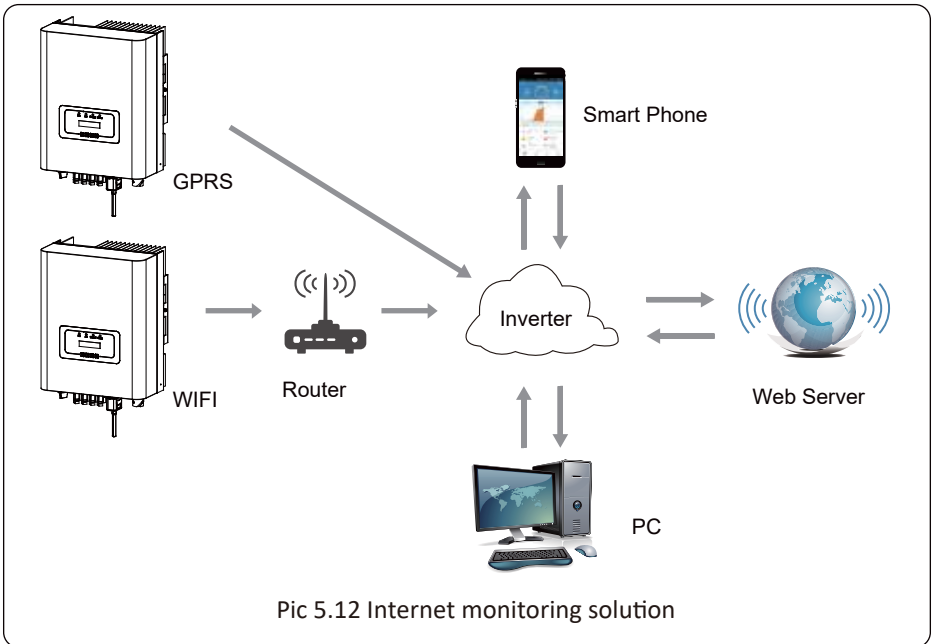 GPRS
Smart Phone
WIFI
Router
Inverter
Web Server
PC
Pic 5.12 Internet monitoring solution